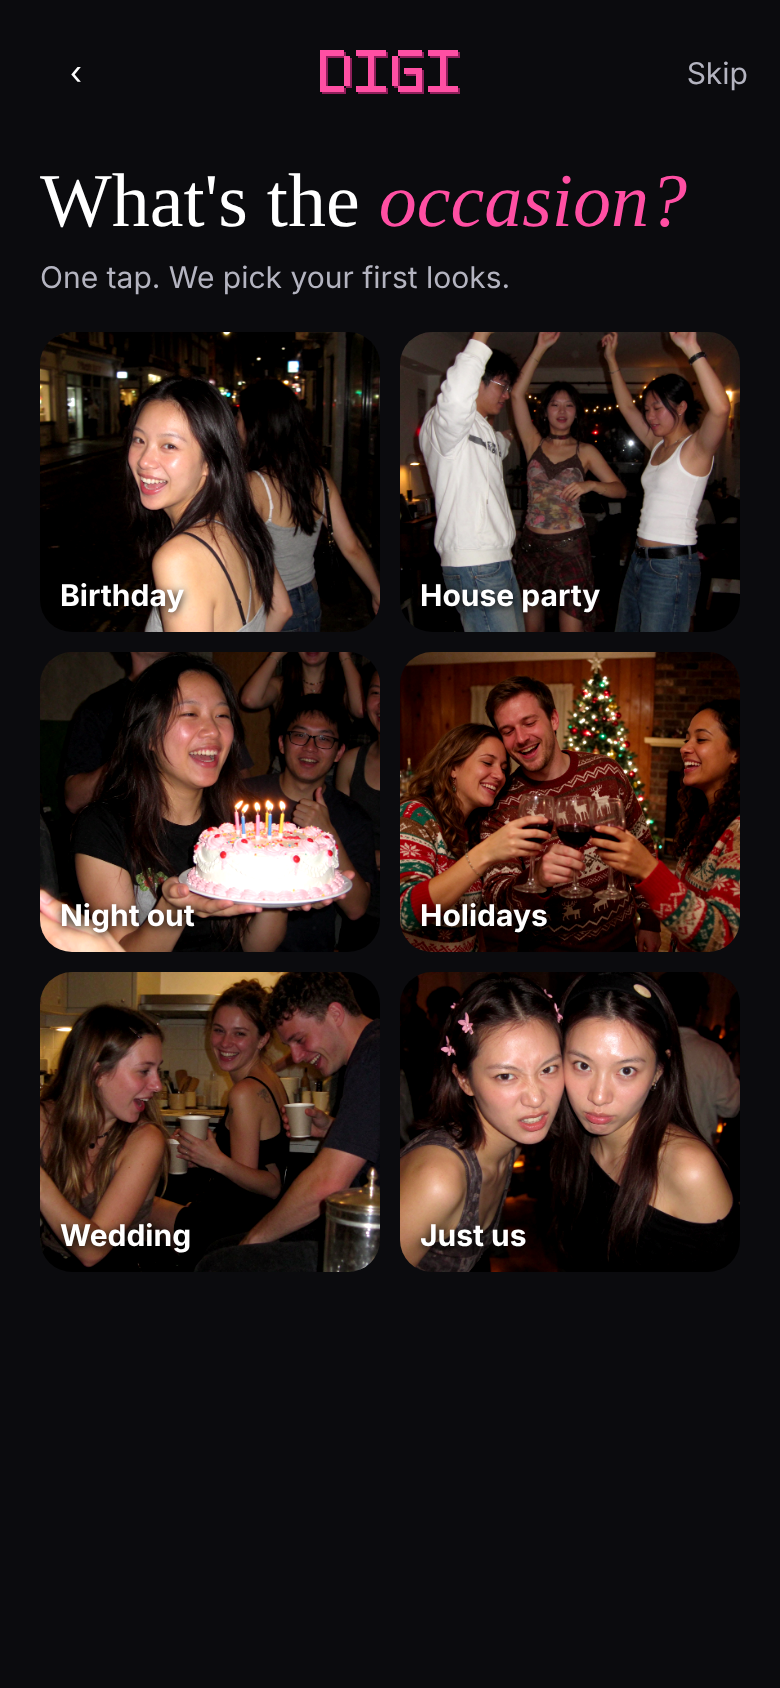 ‹
DIGI
Skip
What's the occasion?
One tap. We pick your first looks.
Birthday
House party
Night out
Holidays
Wedding
Just us